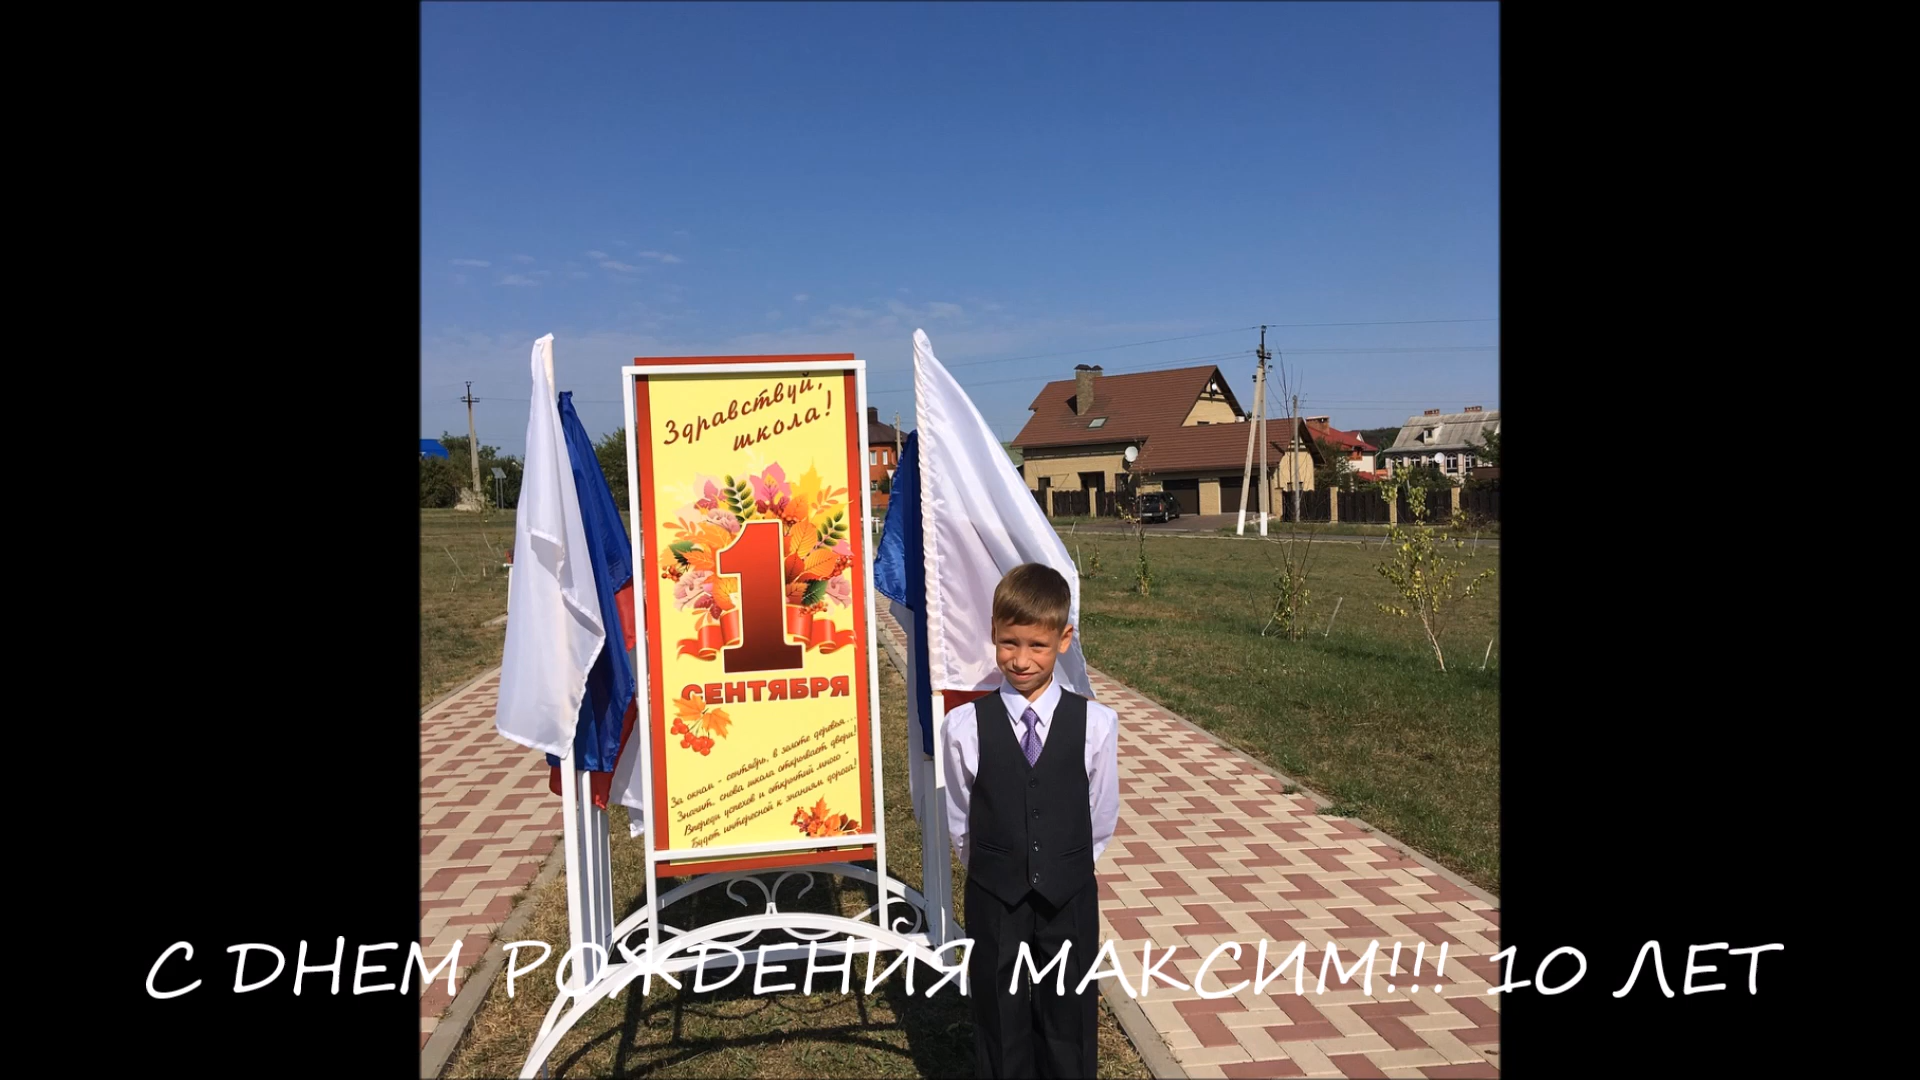 Здравствуй,
школа!
1
СЕНТЯБРЯ
За окном - сентябрь, в золоте деревья...
Значит, снова школа открывает двери!
Впереди успехов и открытий много -
Будет интересной к знаниям дорога!
С ДНЕМ РОЖДЕНИЯ МАКСИМ!!! 10 ЛЕТ